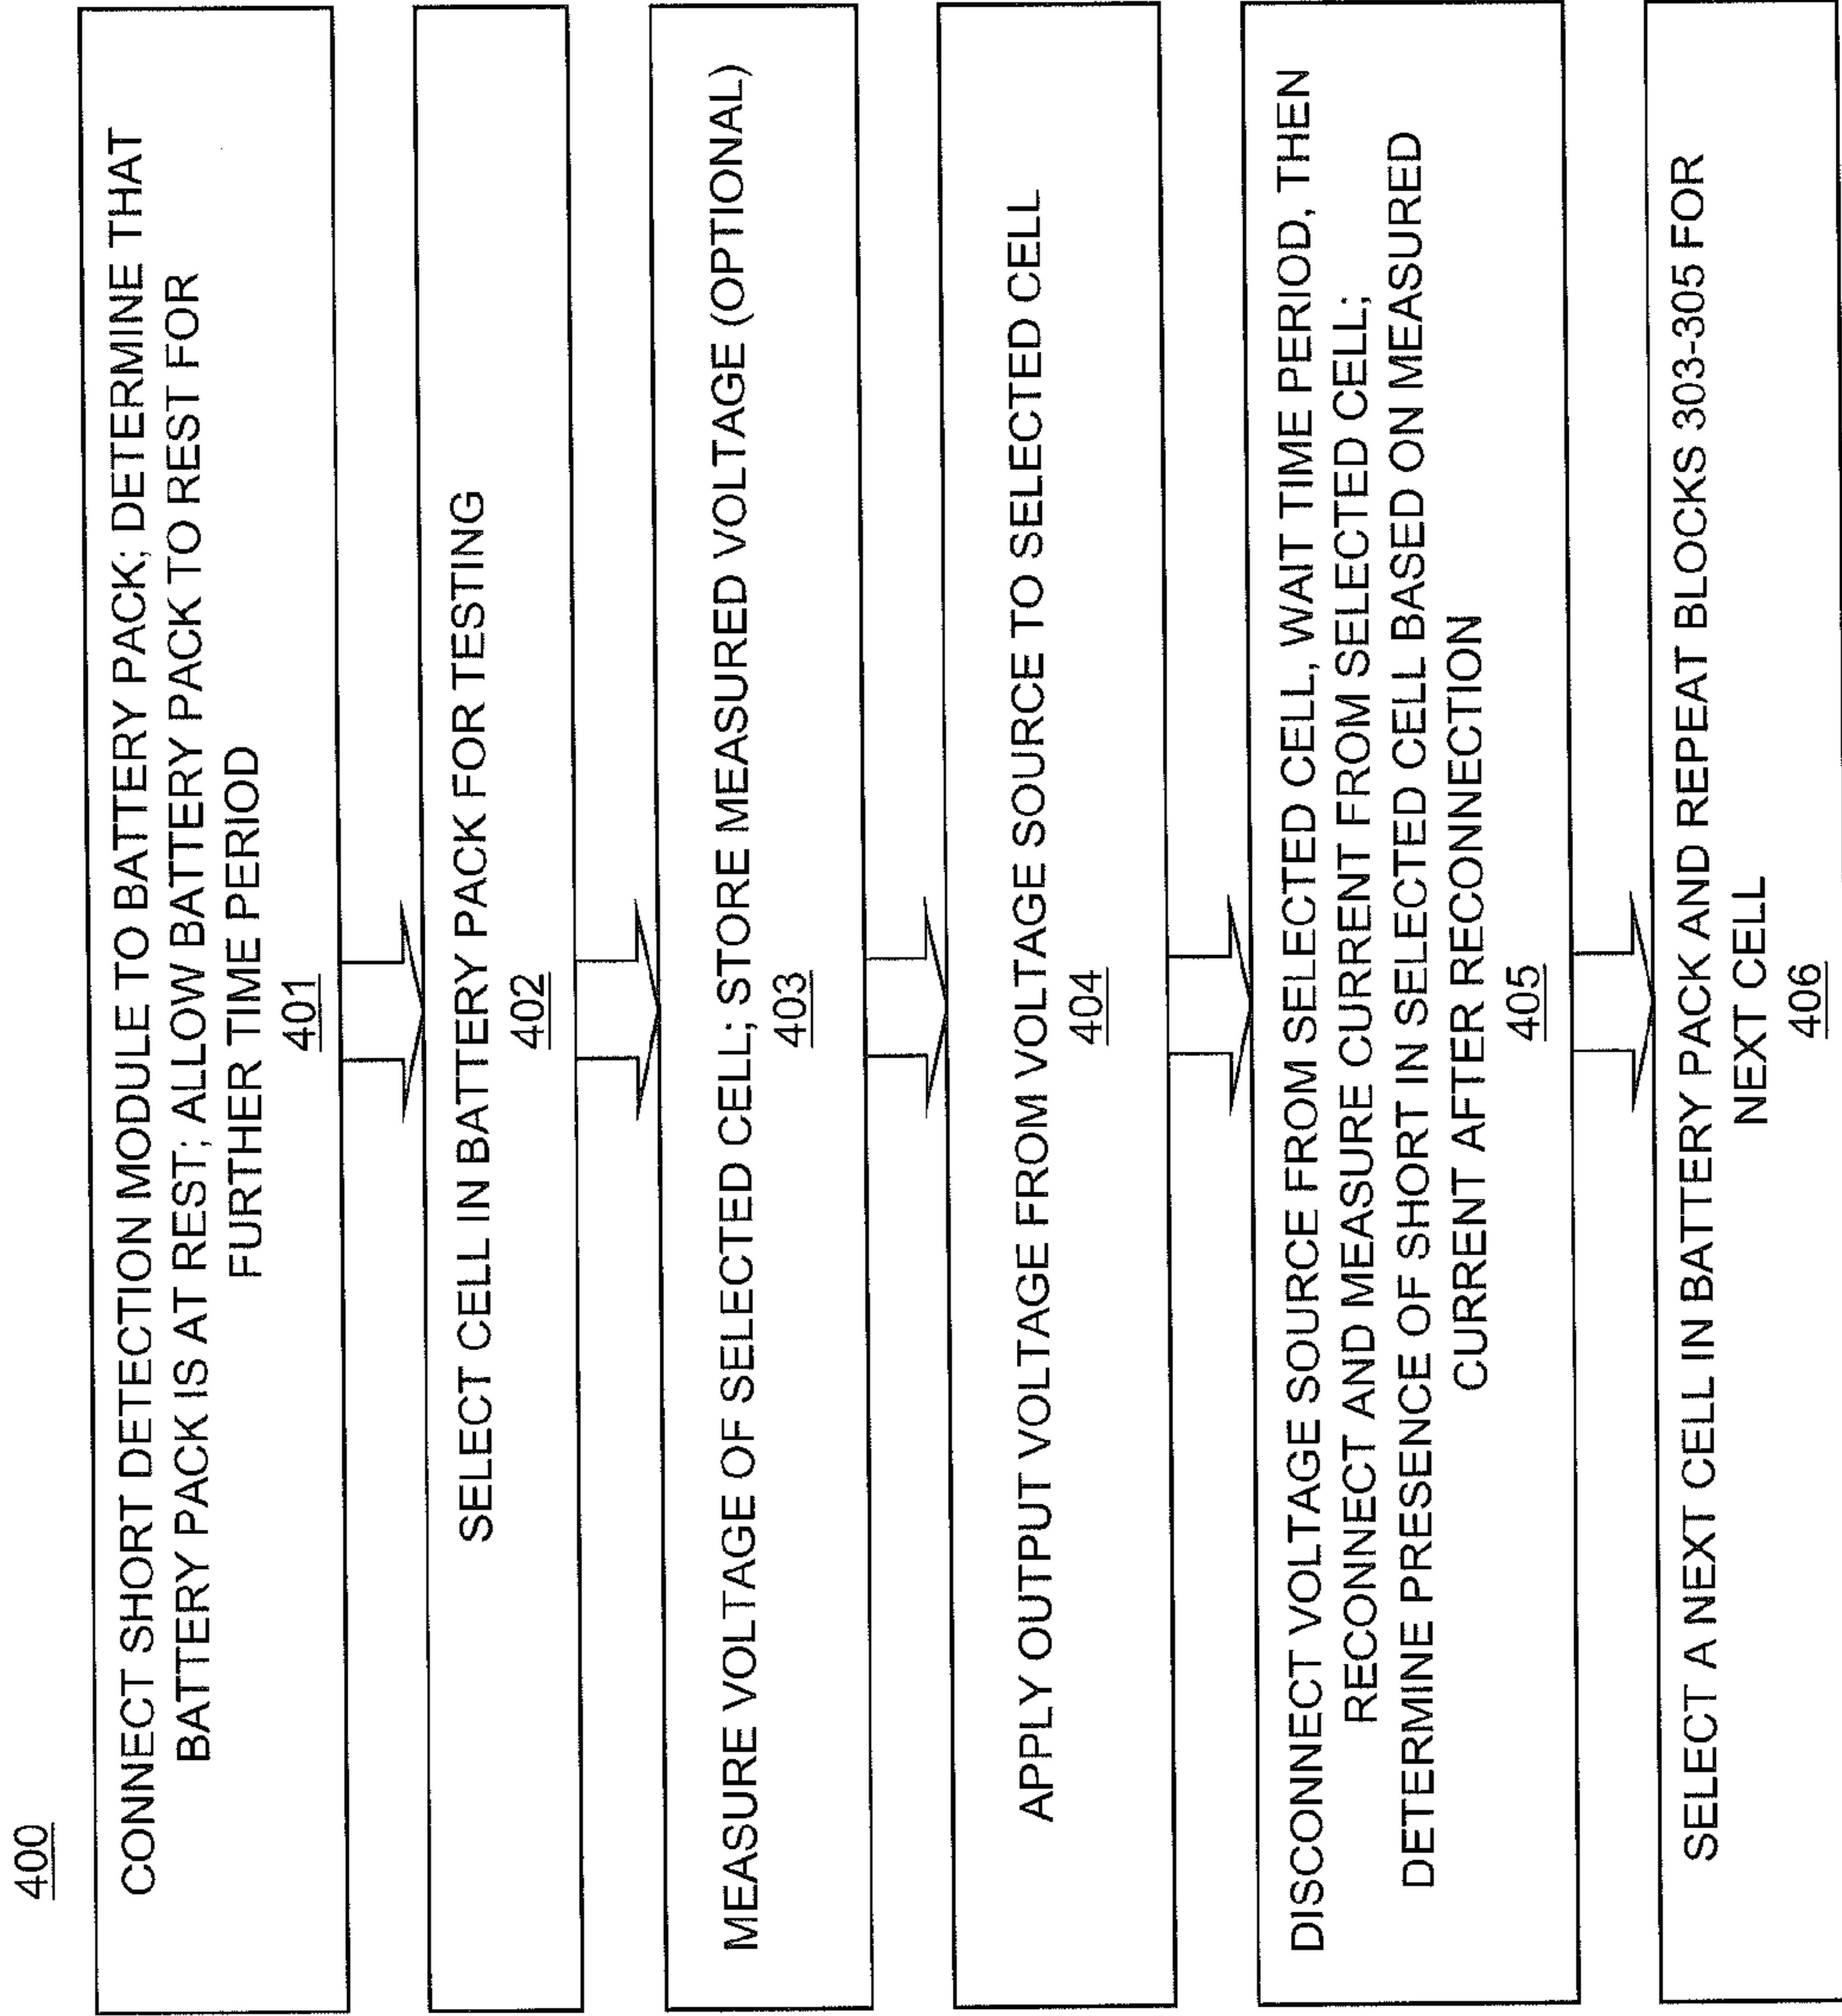 400
CONNECT SHORT DETECTION MODULE TO BATTERY PACK; DETERMINE THAT
BATTERY PACK IS AT REST; ALLOW BATTERY PACK TO REST FOR
FURTHER TIME PERIOD
401
SELECT CELL IN BATTERY PACK FOR TESTING
402
MEASURE VOLTAGE OF SELECTED CELL; STORE MEASURED VOLTAGE (OPTIONAL)
403
APPLY OUTPUT VOLTAGE FROM VOLTAGE SOURCE TO SELECTED CELL
404
DISCONNECT VOLTAGE SOURCE FROM SELECTED CELL, WAIT TIME PERIOD, THEN
RECONNECT AND MEASURE CURRENT FROM SELECTED CELL;
DETERMINE PRESENCE OF SHORT IN SELECTED CELL BASED ON MEASURED
CURRENT AFTER RECONNECTION
405
SELECT A NEXT CELL IN BATTERY PACK AND REPEAT BLOCKS 303-305 FOR
NEXT CELL
406